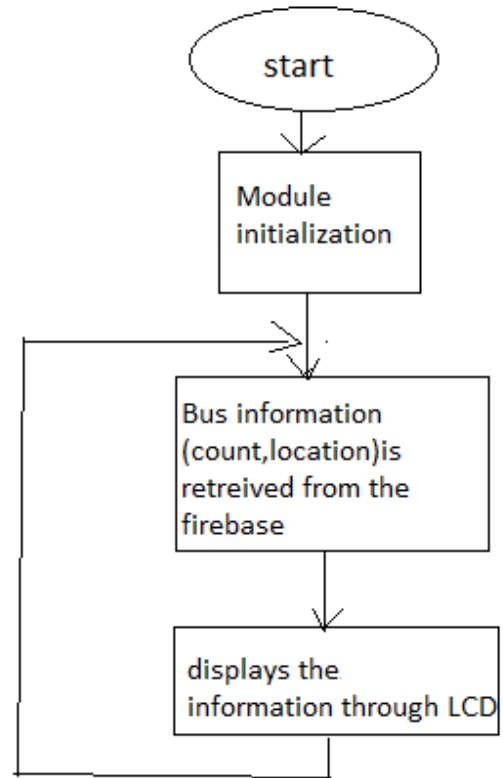 start
Module
initialization
Bus information
(count,location)is
retreived from the
firebase
displays the
information through LCD